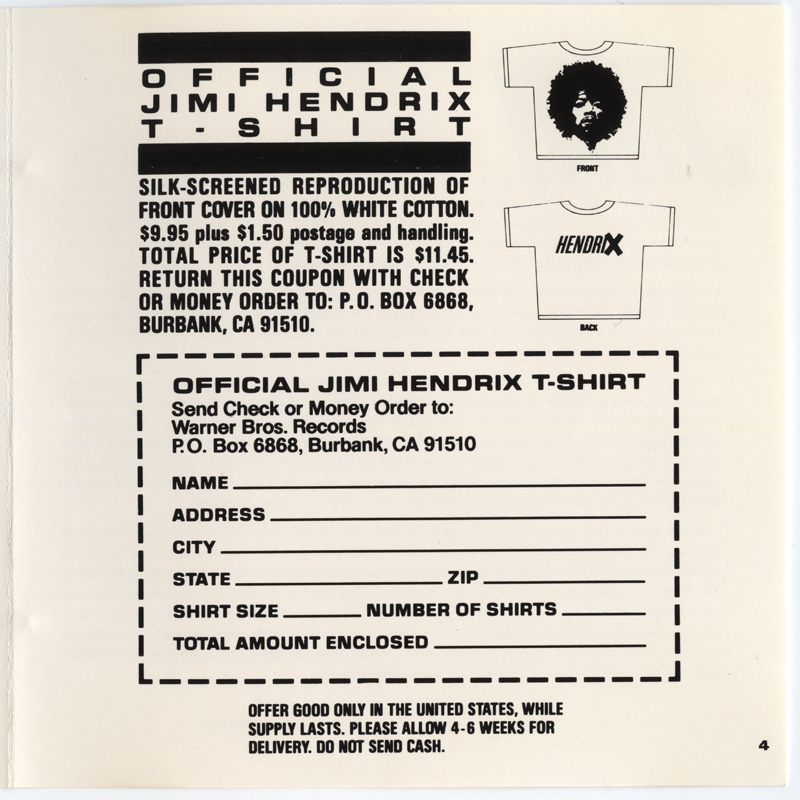 OFFICIAL
JIMI HENDRIX
T-SHIRT
SILK-SCREENED REPRODUCTION OF
FRONT COVER ON 100% WHITE COTTON.
$9.95 plus $1.50 postage and handling.
TOTAL PRICE OF T-SHIRT IS $11.45.
RETURN THIS COUPON WITH CHECK
OR MONEY ORDER TO: P.O. BOX 6868,
BURBANK, CA 91510.
FRONT
HENDRIX
BACK
OFFICIAL JIMI HENDRIX T-SHIRT
Send Check or Money Order to:
Warner Bros. Records
P.O. Box 6868, Burbank, CA 91510
NAME
ADDRESS
CITY
STATE ZIP
SHIRT SIZE NUMBER OF SHIRTS
TOTAL AMOUNT ENCLOSED
OFFER GOOD ONLY IN THE UNITED STATES, WHILE
SUPPLY LASTS. PLEASE ALLOW 4-6 WEEKS FOR
DELIVERY. DO NOT SEND CASH.
4